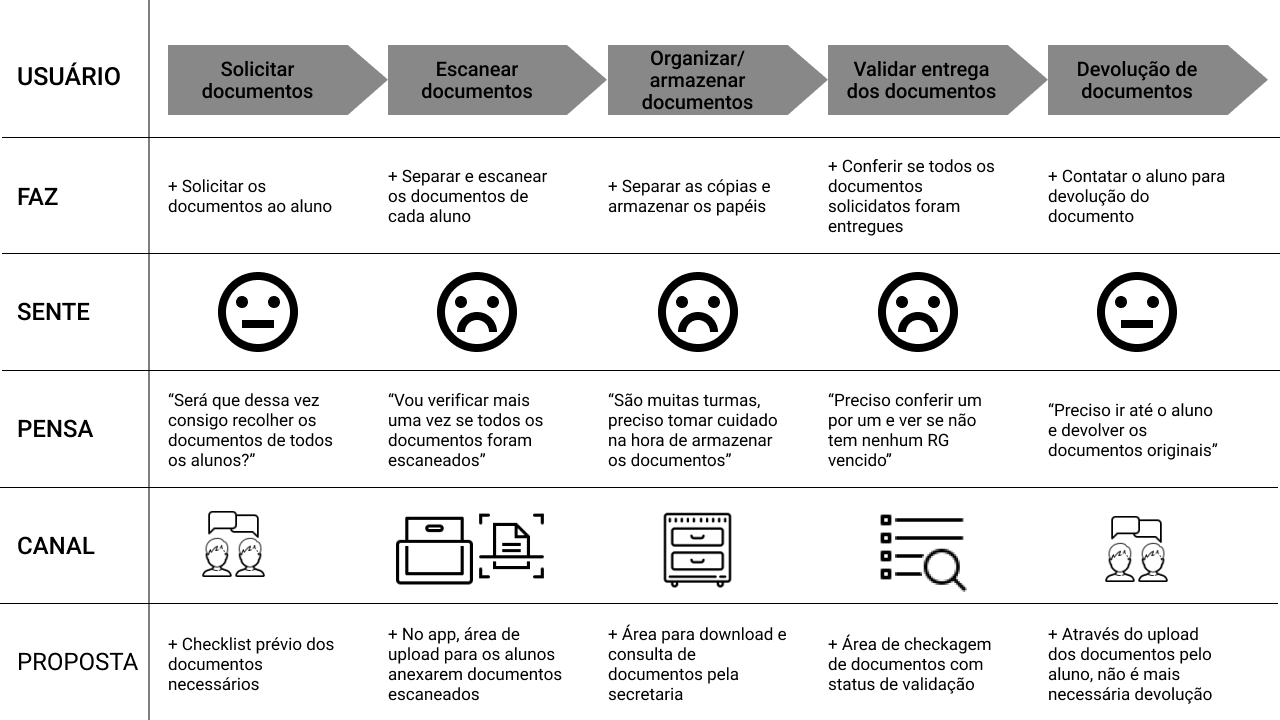 USUÁRIO
Solicitar
documentos
Escanear
documentos
Organizar/
armazenar
documentos
Validar entrega
dos documentos
Devolução de
documentos
FAZ
+ Solicitar os
documentos ao aluno
+ Separar e escanear
os documentos de
cada aluno
+ Separar as cópias e
armazenar os papéis
+ Conferir se todos os
documentos
solicidatos foram
entregues
+ Contatar o aluno para
devolução do
documento
SENTE
PENSA
“Será que dessa vez
consigo recolher os
documentos de todos
os alunos?”
“Vou verificar mais
uma vez se todos os
documentos foram
escaneados”
“São muitas turmas,
preciso tomar cuidado
na hora de armazenar
os documentos”
“Preciso conferir um
por um e ver se não
tem nenhum RG
vencido”
“Preciso ir até o aluno
e devolver os
documentos originais”
CANAL
PROPOSTA
+ Checklist prévio dos
documentos
necessários
+ No app, área de
upload para os alunos
anexarem documentos
escaneados
+ Área para download e
consulta de
documentos pela
secretaria
+ Área de checkagem
de documentos com
status de validação
+ Através do upload
dos documentos pelo
aluno, não é mais
necessária devolução